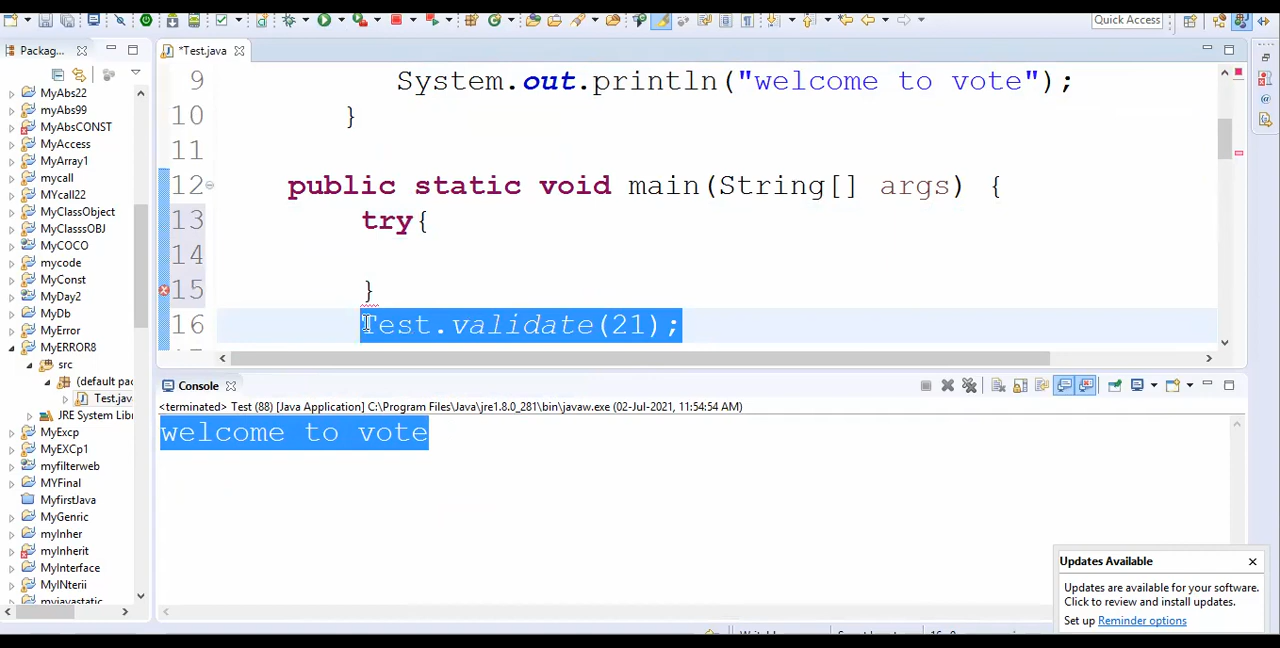 Quick Access
Packag...
*Test.java
MyAbs22
myAbs99
MyAbsCONST
MyAccess
MyArray1
mycall
MYcall22
MyClassObject
MyClasssOBJ
MyCOCO
mycode
MyConst
MyDay2
MyDb
MyError
MyERROR8
src
(default pac
Test.java
JRE System Libr
MyExcp
MyEXCp1
myfilterweb
MYFinal
MyfirstJava
MyGenric
myInher
myInherit
MyInterface
MyINterii
myjavastatic
9 System.out.println("welcome to vote");
10 }
11
12 public static void main(String[] args) {
13 try{
14
15 }
16 Test.validate(21);
Console
<terminated> Test (88) [Java Application] C:\Program Files\Java\jre1.8.0_281\bin\javaw.exe (02-Jul-2021, 11:54:54 AM)
welcome to vote
Updates Available
Updates are available for your software.
Click to review and install updates.
Set up Reminder options